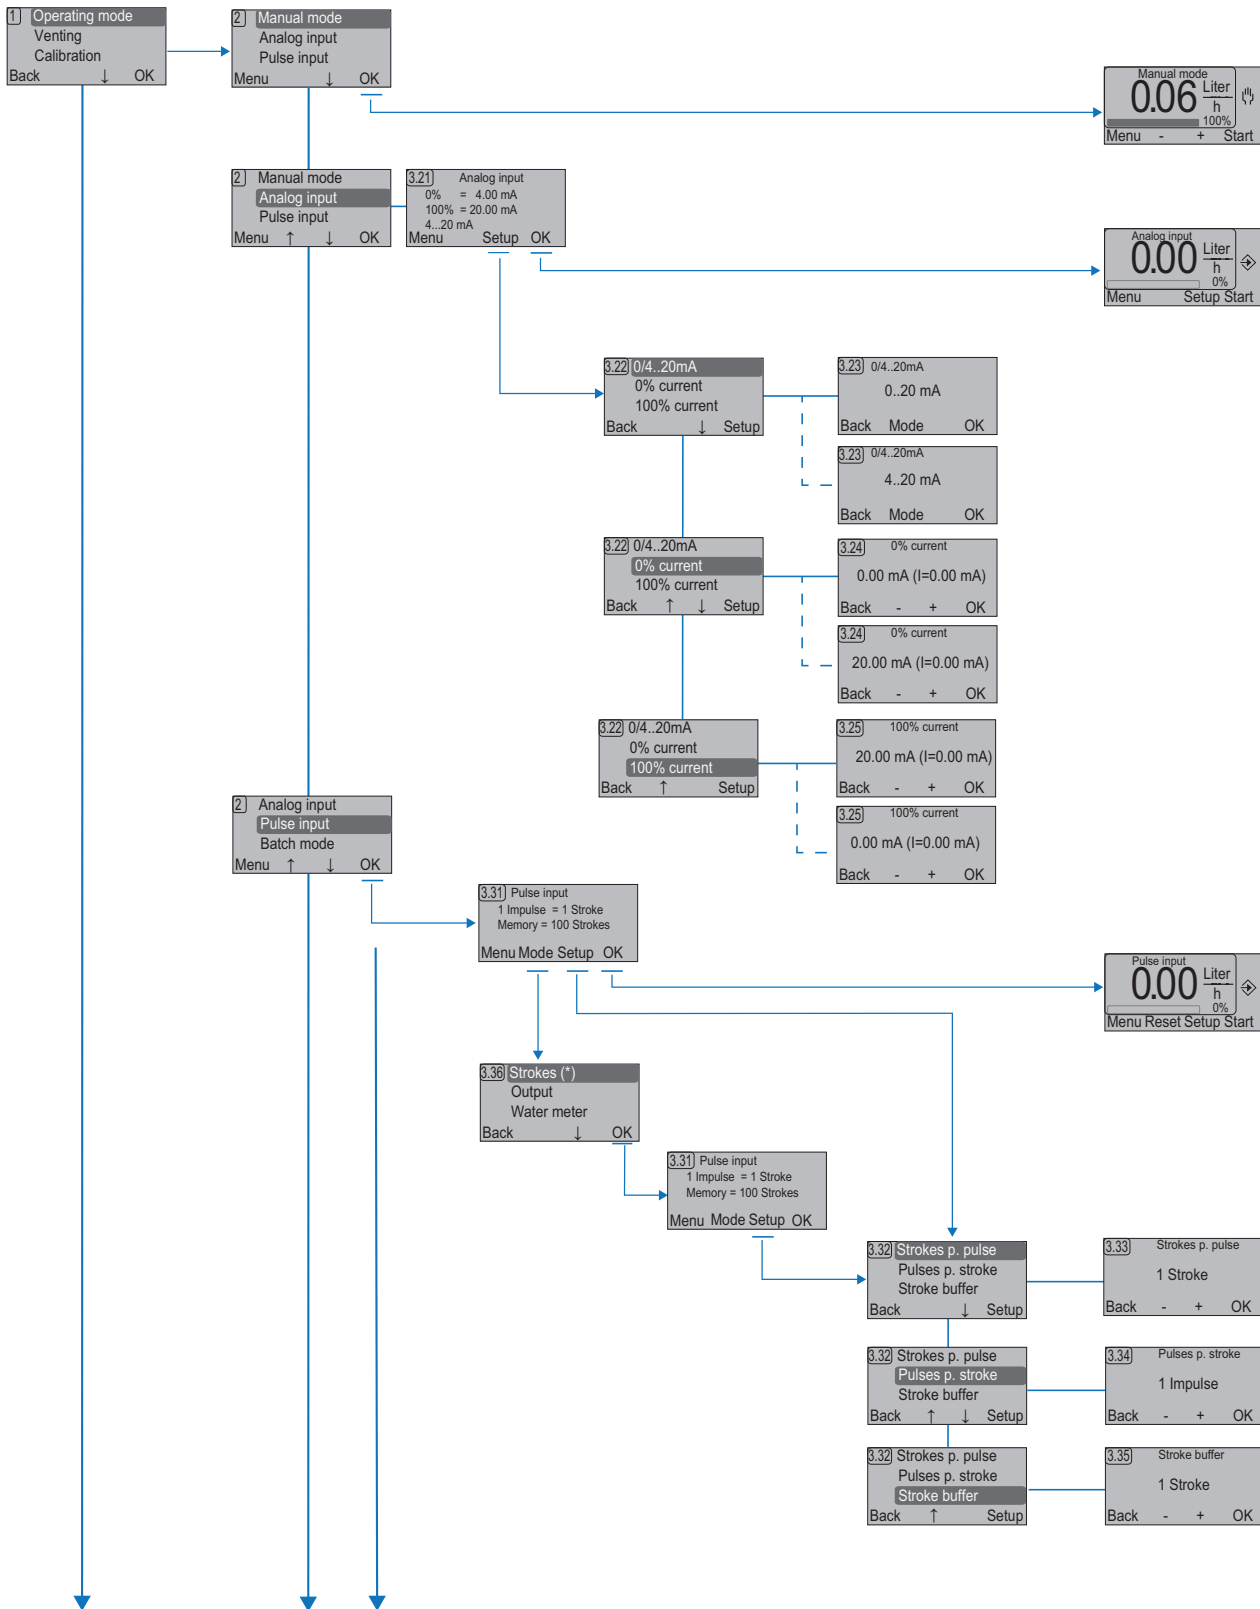 1 Operating mode
Venting
Calibration
Back ↓ OK
2 Manual mode
Analog input
Pulse input
Menu ↓ OK
Manual mode
0.06 Liter
h
100%
Menu - + Start
2 Manual mode
Analog input
Pulse input
Menu ↑ ↓ OK
3.21 Analog input
0% = 4.00 mA
100% = 20.00 mA
4...20 mA
Menu Setup OK
Analog input
0.00 Liter
h
0%
Menu Setup Start
3.22 0/4..20mA
0% current
100% current
Back ↓ Setup
3.23 0/4..20mA
0..20 mA
Back Mode OK
3.23 0/4..20mA
4..20 mA
Back Mode OK
3.22 0/4..20mA
0% current
100% current
Back ↑ ↓ Setup
3.24 0% current
0.00 mA (I=0.00 mA)
Back - + OK
3.24 0% current
20.00 mA (I=0.00 mA)
Back - + OK
3.22 0/4..20mA
0% current
100% current
Back ↑ Setup
3.25 100% current
20.00 mA (I=0.00 mA)
Back - + OK
3.25 100% current
0.00 mA (I=0.00 mA)
Back - + OK
2 Analog input
Pulse input
Batch mode
Menu ↑ ↓ OK
3.31 Pulse input
1 Impulse = 1 Stroke
Memory = 100 Strokes
Menu Mode Setup OK
Pulse input
0.00 Liter
h
0%
Menu Reset Setup Start
3.36 Strokes (*)
Output
Water meter
Back ↓ OK
3.31 Pulse input
1 Impulse = 1 Stroke
Memory = 100 Strokes
Menu Mode Setup OK
3.32 Strokes p. pulse
Pulses p. stroke
Stroke buffer
Back ↓ Setup
3.33 Strokes p. pulse
1 Stroke
Back - + OK
3.32 Strokes p. pulse
Pulses p. stroke
Stroke buffer
Back ↑ ↓ Setup
3.34 Pulses p. stroke
1 Impulse
Back - + OK
3.32 Strokes p. pulse
Pulses p. stroke
Stroke buffer
Back ↑ Setup
3.35 Stroke buffer
1 Stroke
Back - + OK